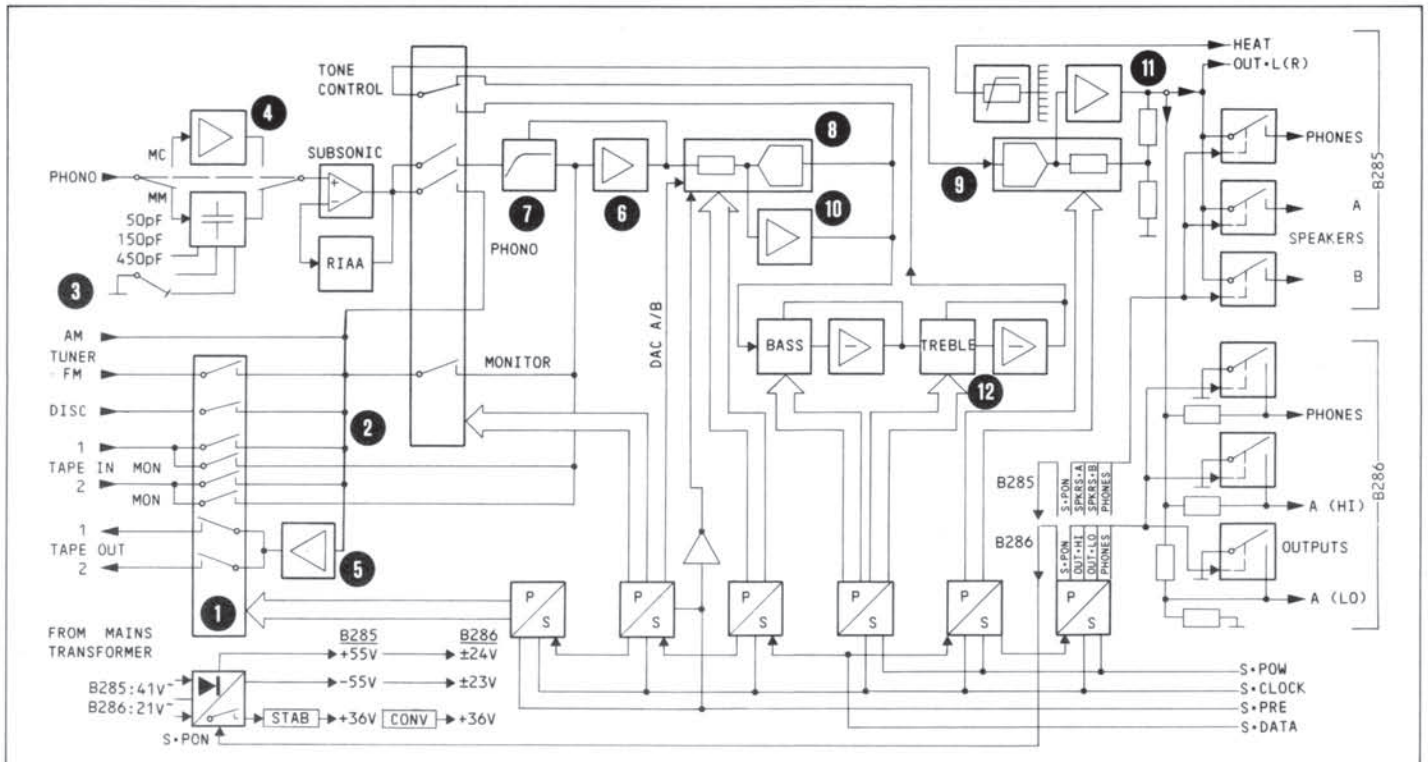 HEAT
OUT•L(R)
11
TONE
CONTROL
4
8
MC
SUBSONIC
PHONES
PHONO
+
-
9
B285
MM
10
A
50pF
7
6
SPEAKERS
150pF
PHONO
450pF
RIAA
B
3
DAC A/B
AM
BASS
-
TREBLE
-
TUNER
MONITOR
FM
12
PHONES
DISC
2
1
B285
S•PON
SPKRS•A
SPKRS•B
PHONES
B286
TAPE IN MON
2
A (HI)
MON
B286
S•PON
OUT•HI
OUT•LO
PHONES
1
OUTPUTS
TAPE OUT
2
5
A (LO)
1
P
S
P
S
P
S
P
S
P
S
P
S
FROM MAINS
TRANSFORMER
B285
B286
+55V
±24V
S•POW
B285:41V~
-55V
±23V
S•CLOCK
B286:21V~
S•PRE
STAB
+36V
CONV
+36V
S•DATA
S•PON